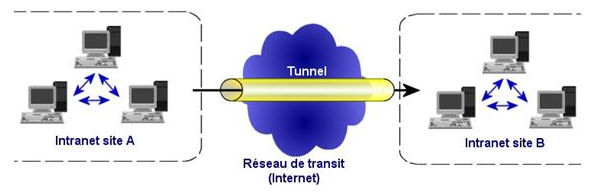 Tunnel
Intranet site A
Intranet site B
Réseau de transit
(Internet)